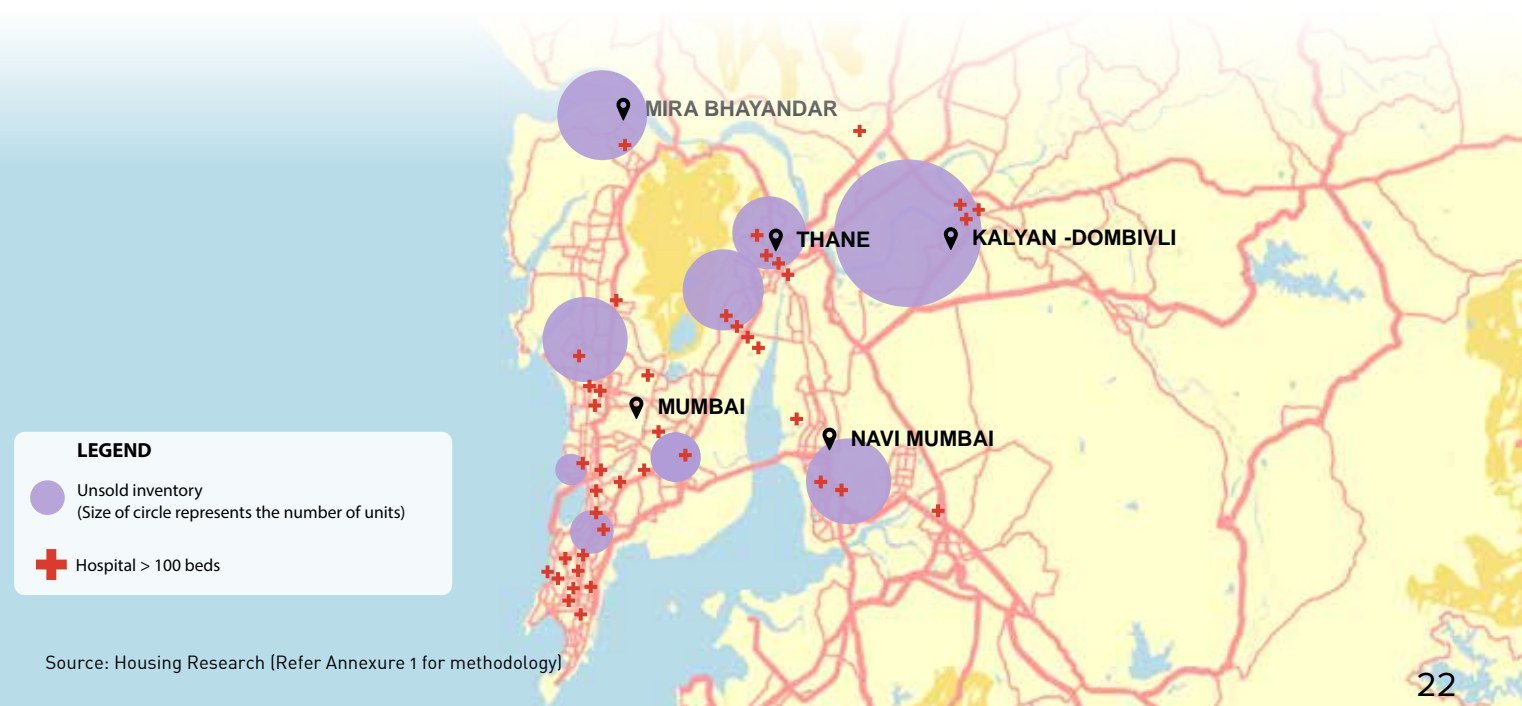 MIRA BHAYANDAR
THANE
KALYAN -DOMBIVLI
MUMBAI
NAVI MUMBAI
LEGEND
Unsold inventory
(Size of circle represents the number of units)
Hospital > 100 beds
Source: Housing Research (Refer Annexure 1 for methodology)
22